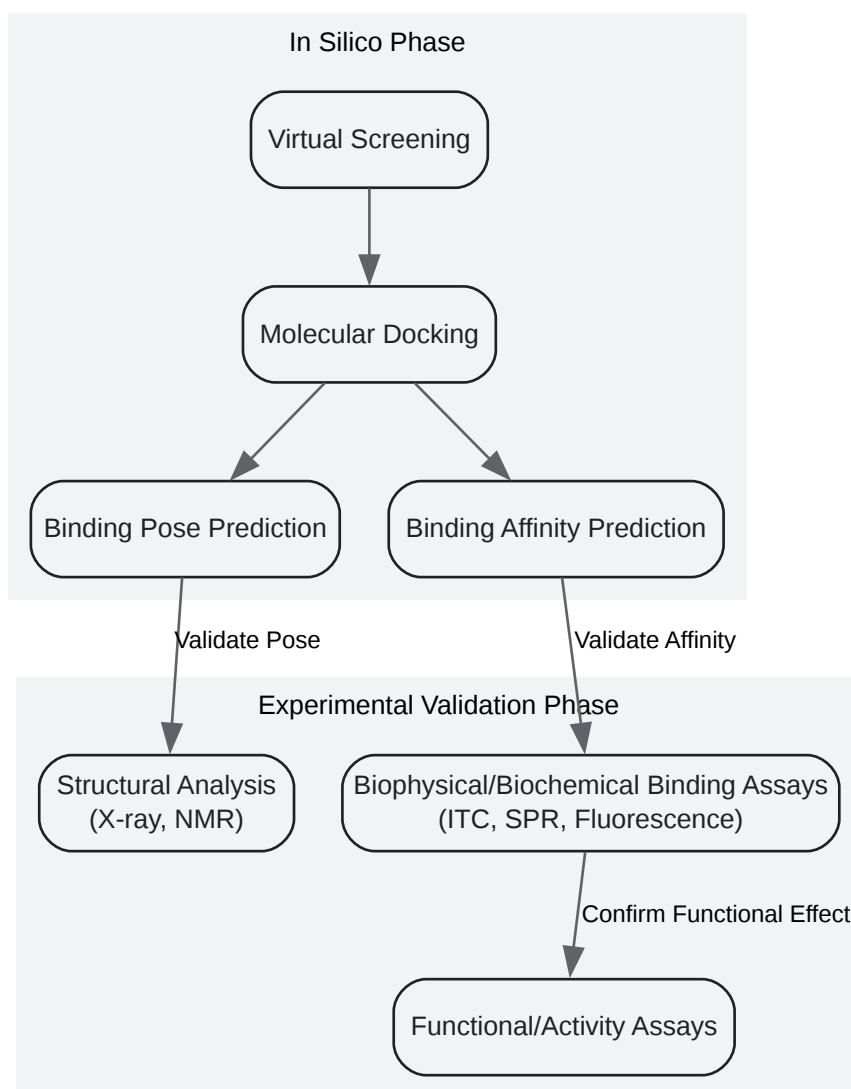 In Silico Phase
Virtual Screening
Molecular Docking
Binding Pose Prediction
Binding Affinity Prediction
Validate Pose
Validate Affinity
Experimental Validation Phase
Structural Analysis
(X-ray, NMR)
Biophysical/Biochemical Binding Assays
(ITC, SPR, Fluorescence)
Confirm Functional Effect
Functional/Activity Assays